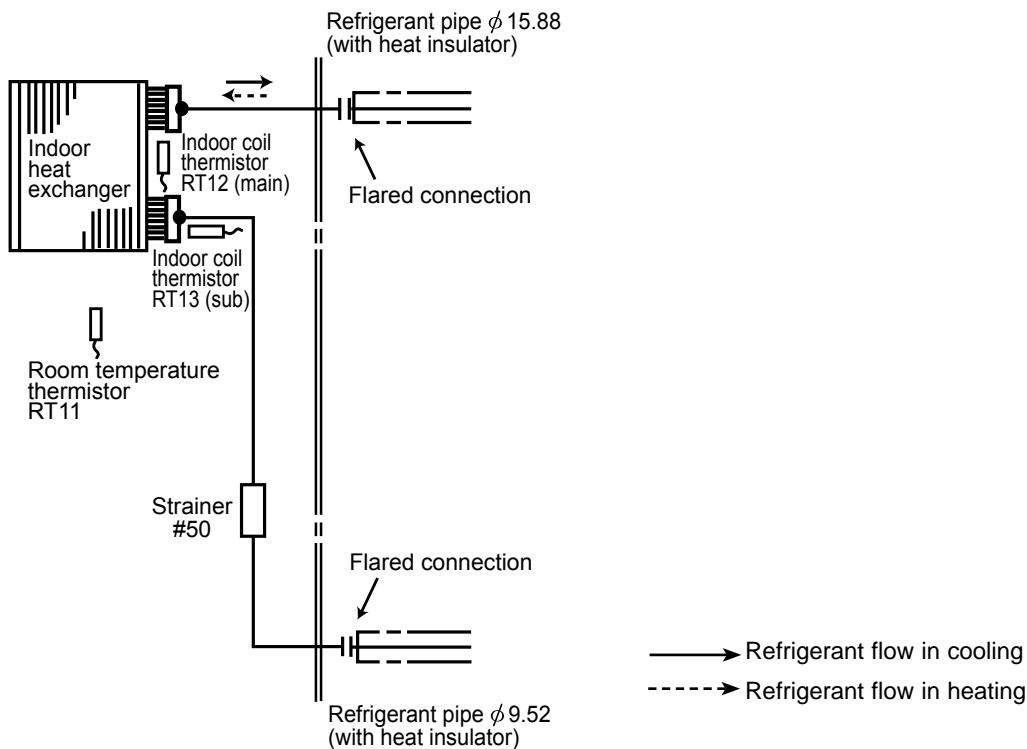 Refrigerant pipe ϕ 15.88
(with heat insulator)
Indoor
heat
exchanger
Indoor coil
thermistor
RT12 (main)
Flared connection
Indoor coil
thermistor
RT13 (sub)
Room temperature
thermistor
RT11
Strainer
#50
Flared connection
Refrigerant flow in cooling
Refrigerant flow in heating
Refrigerant pipe ϕ 9.52
(with heat insulator)